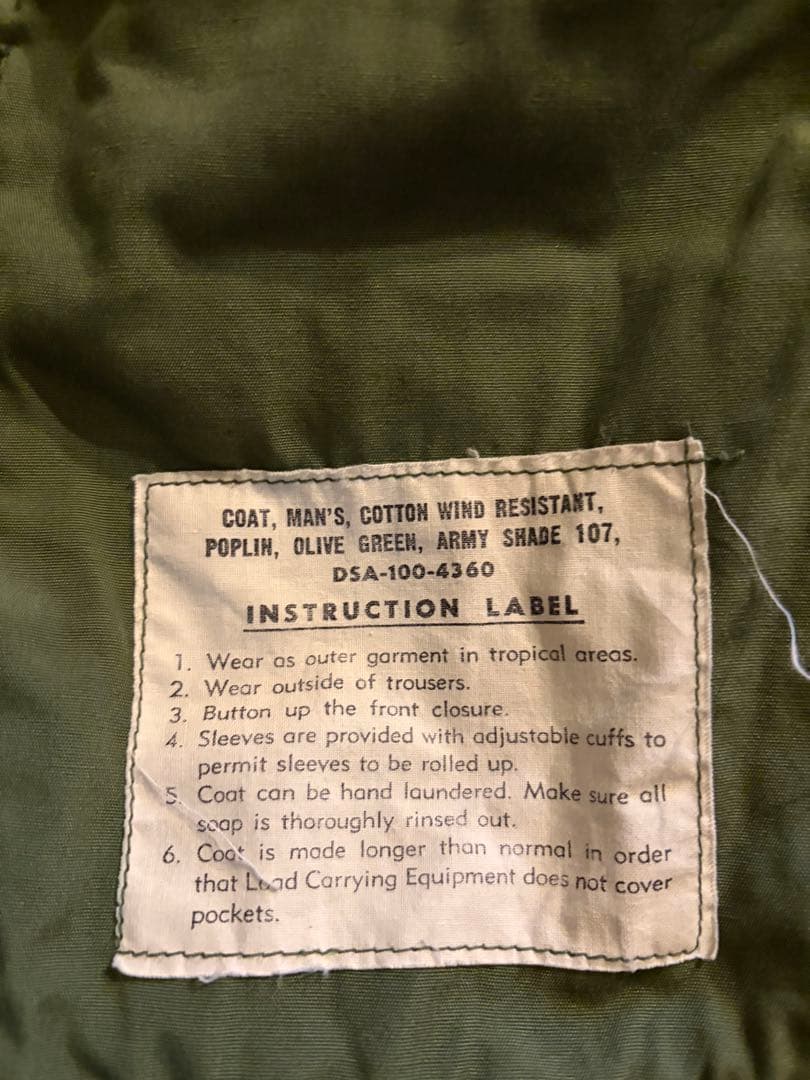 COAT, MAN'S, COTTON WIND RESISTANT,
POPLIN, OLIVE GREEN, ARMY SHADE 107,
DSA-100-4360
INSTRUCTION LABEL
1. Wear as outer garment in tropical areas.
2. Wear outside of trousers.
3. Button up the front closure.
4. Sleeves are provided with adjustable cuffs to
permit sleeves to be rolled up.
5. Coat can be hand laundered. Make sure all
soap is thoroughly rinsed out.
6. Coat is made longer than normal in order
that Load Carrying Equipment does not cover
pockets.